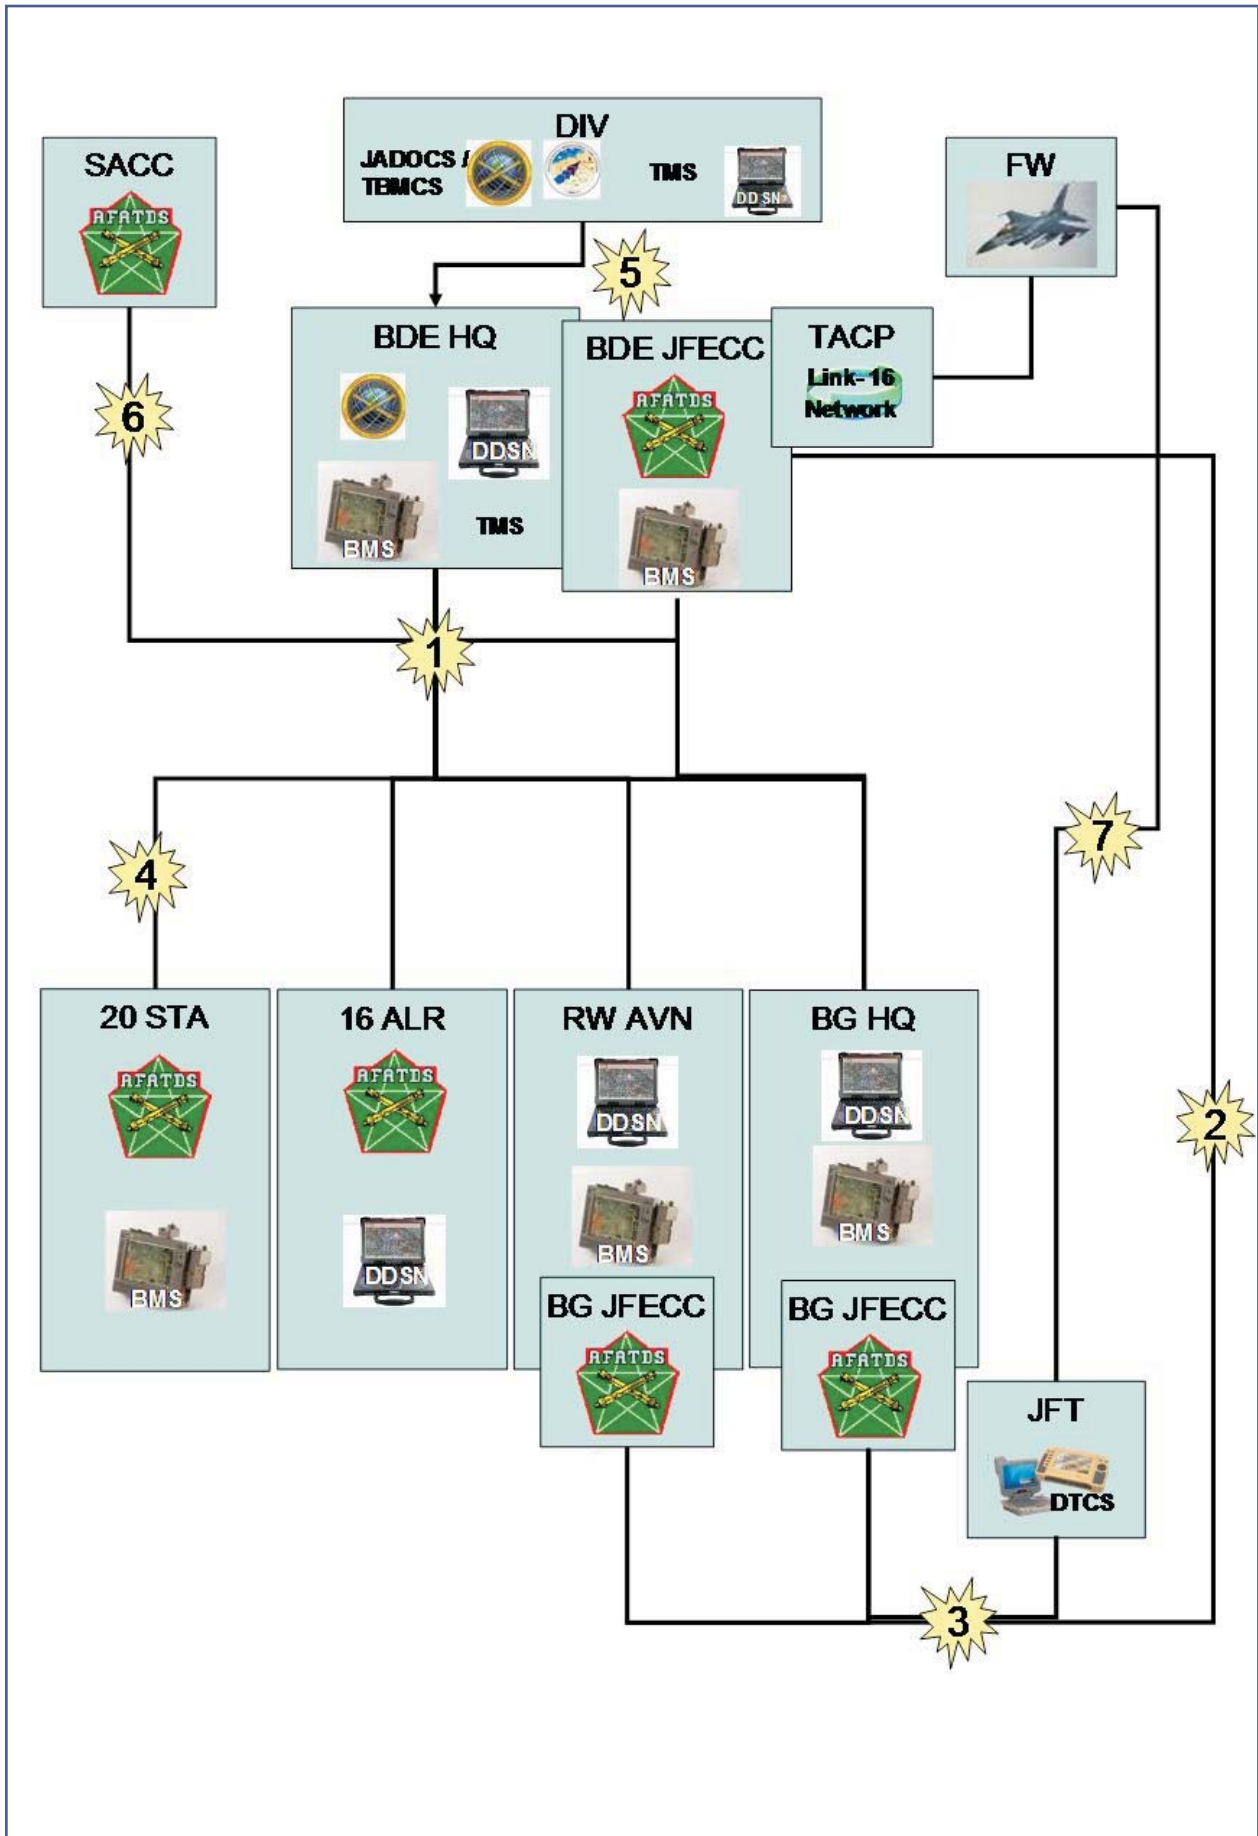 DIV
JADOCS /
TBMCS
TMS
DDSN
SACC
AFATDS
FW
5
BDE HQ
DDSN
BMS
TMS
BDE JFECC
AFATDS
BMS
TACP
Link-16
Network
6
1
7
4
2
20 STA
AFATDS
BMS
16 ALR
AFATDS
DDSN
RW AVN
DDSN
BMS
BG JFECC
AFATDS
BG HQ
DDSN
BMS
BG JFECC
AFATDS
JFT
DTCS
3